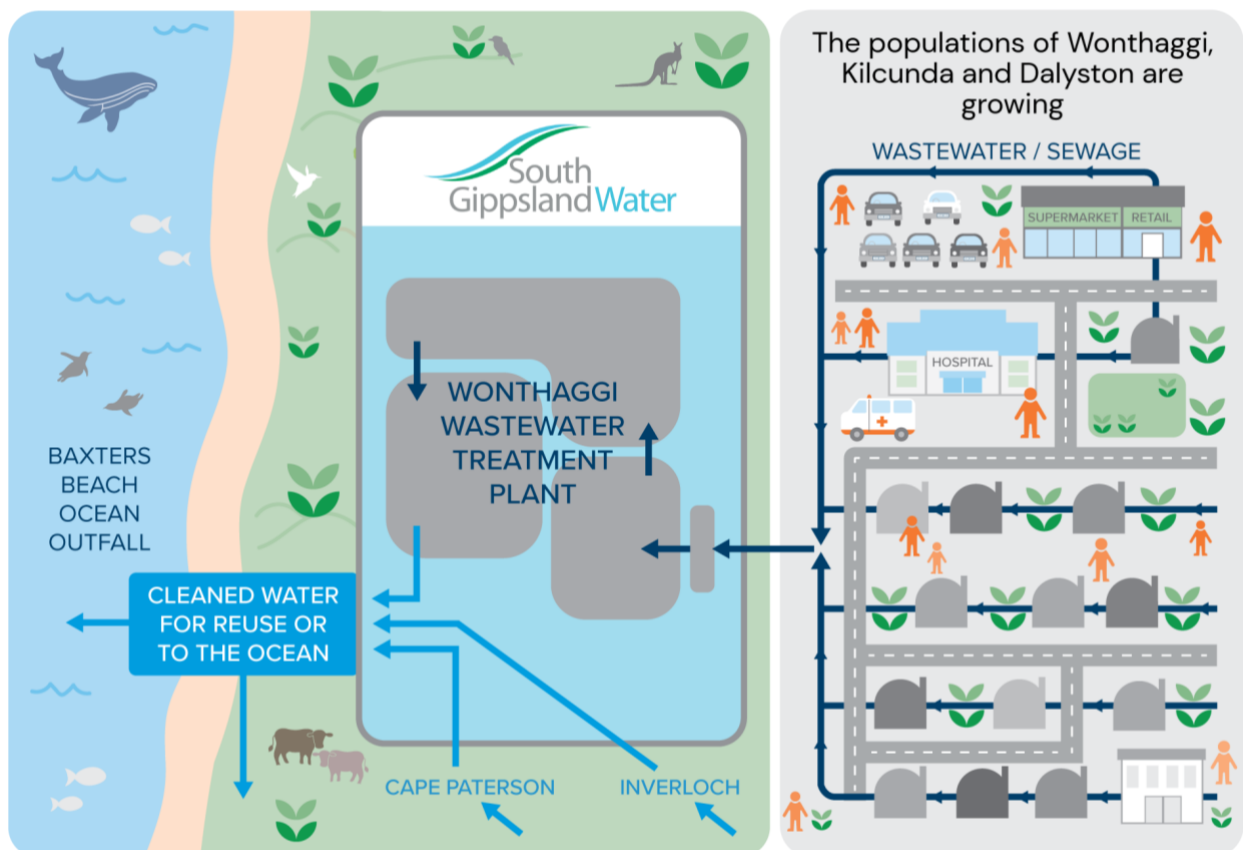 The populations of Wonthaggi,
Kilcunda and Dalyston are
growing
WASTEWATER / SEWAGE
SUPERMARKET
RETAIL
HOSPITAL
South
Gippsland Water
WONTHAGGI
WASTEWATER
TREATMENT
PLANT
BAXTERS
BEACH
OCEAN
OUTFALL
CLEANED WATER
FOR REUSE OR
TO THE OCEAN
CAPE PATERSON
INVERLOCH